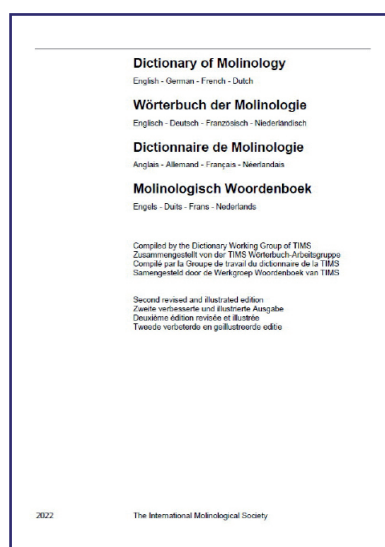 Dictionary of Molinology
English - German - French - Dutch
Wörterbuch der Molinologie
Englisch - Deutsch - Französisch - Niederländisch
Dictionnaire de Molinologie
Anglais - Allemand - Français - Néerlandais
Molinologisch Woordenboek
Engels - Duits - Frans - Nederlands
Compiled by the Dictionary Working Group of TIMS
Zusammengestellt von der TIMS Wörterbuch-Arbeitsgruppe
Compilé par la Groupe de travail du dictionnaire de la TIMS
Samengesteld door de Werkgroep Woordenboek van TIMS
Second revised and illustrated edition
Zweite verbesserte und illustrierte Ausgabe
Deuxième édition revisée et illustrée
Tweede verbeterde en geillustreerde editie
2022 The International Molinological Society